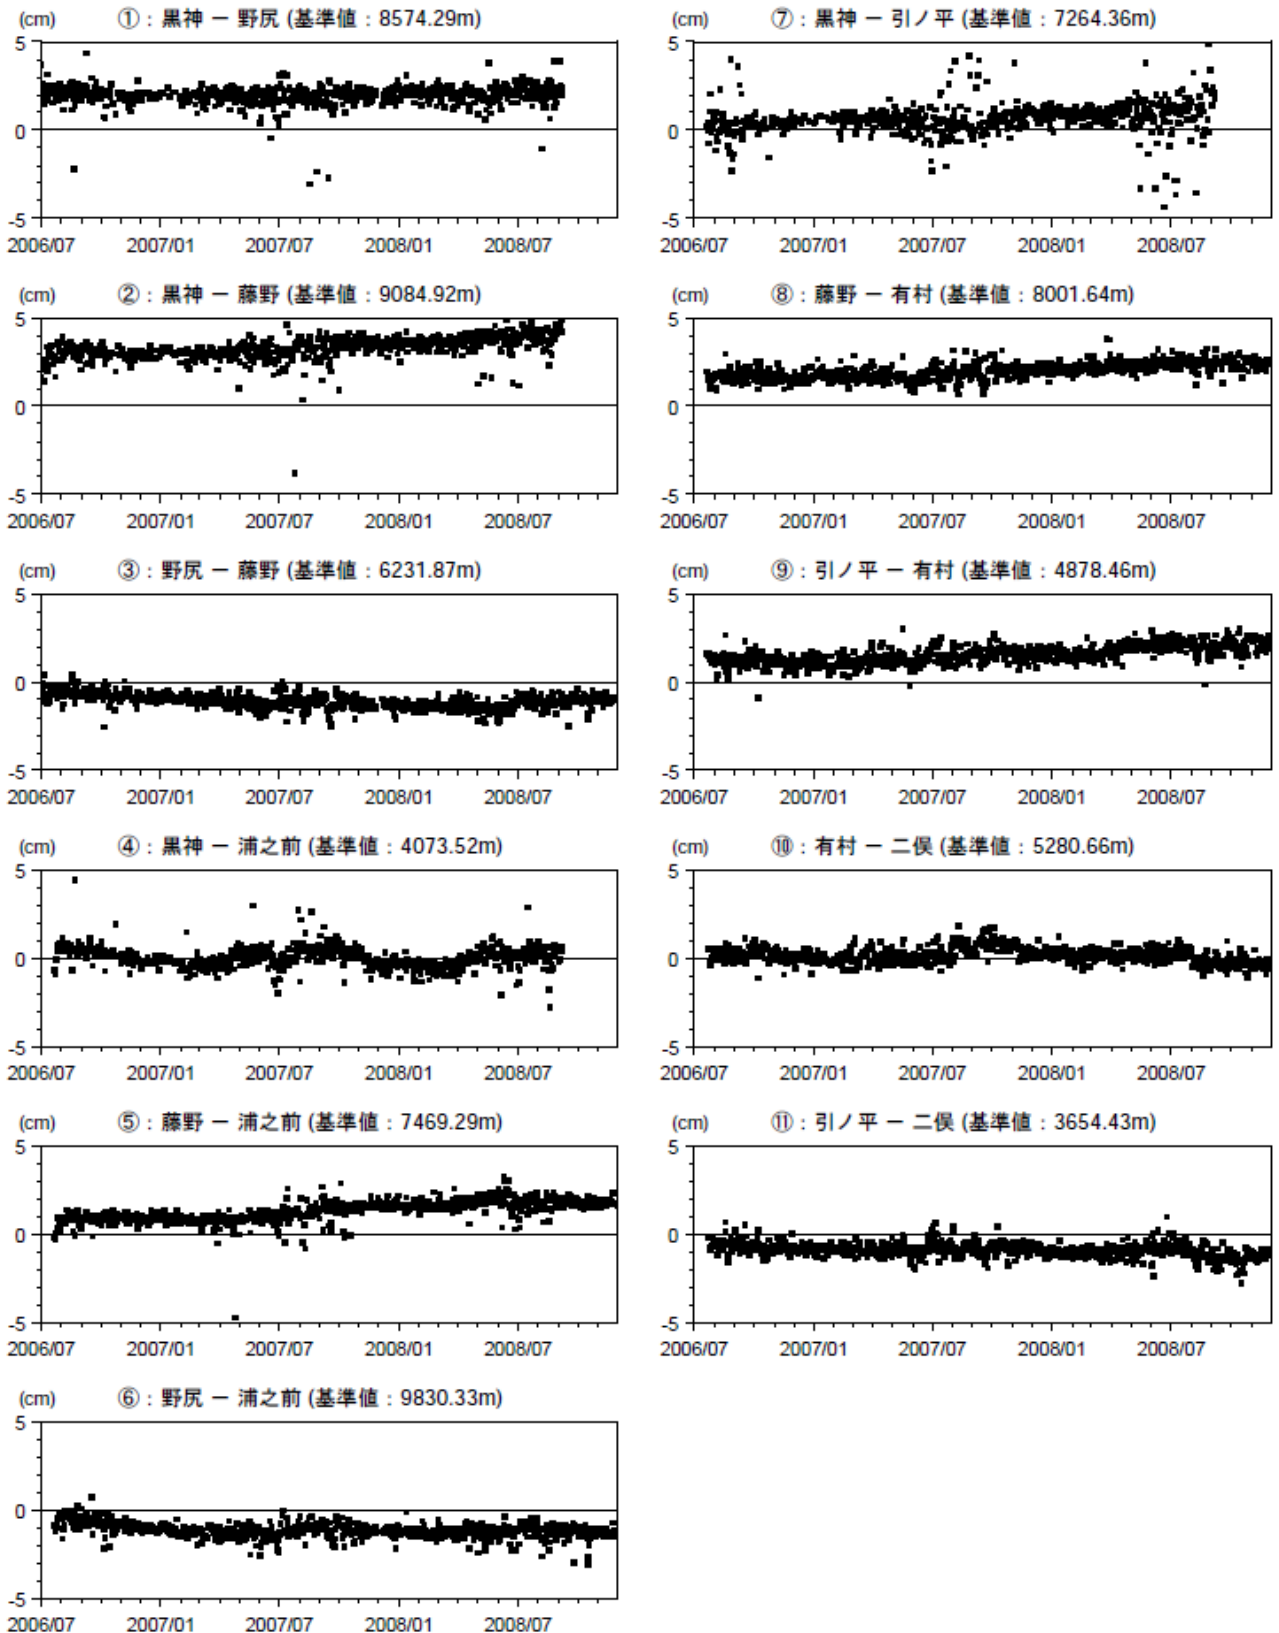 (cm) ①：黒神 ー 野尻 (基準値：8574.29m)
5
0
-5
2006/07 2007/01 2007/07 2008/01 2008/07
(cm) ②：黒神 ー 藤野 (基準値：9084.92m)
5
0
-5
2006/07 2007/01 2007/07 2008/01 2008/07
(cm) ③：野尻 ー 藤野 (基準値：6231.87m)
5
0
-5
2006/07 2007/01 2007/07 2008/01 2008/07
(cm) ④：黒神 ー 浦之前 (基準値：4073.52m)
5
0
-5
2006/07 2007/01 2007/07 2008/01 2008/07
(cm) ⑤：藤野 ー 浦之前 (基準値：7469.29m)
5
0
-5
2006/07 2007/01 2007/07 2008/01 2008/07
(cm) ⑥：野尻 ー 浦之前 (基準値：9830.33m)
5
0
-5
2006/07 2007/01 2007/07 2008/01 2008/07
(cm) ⑦：黒神 ー 引ノ平 (基準値：7264.36m)
5
0
-5
2006/07 2007/01 2007/07 2008/01 2008/07
(cm) ⑧：藤野 ー 有村 (基準値：8001.64m)
5
0
-5
2006/07 2007/01 2007/07 2008/01 2008/07
(cm) ⑨：引ノ平 ー 有村 (基準値：4878.46m)
5
0
-5
2006/07 2007/01 2007/07 2008/01 2008/07
(cm) ⑩：有村 ー 二俣 (基準値：5280.66m)
5
0
-5
2006/07 2007/01 2007/07 2008/01 2008/07
(cm) ⑪：引ノ平 ー 二俣 (基準値：3654.43m)
5
0
-5
2006/07 2007/01 2007/07 2008/01 2008/07